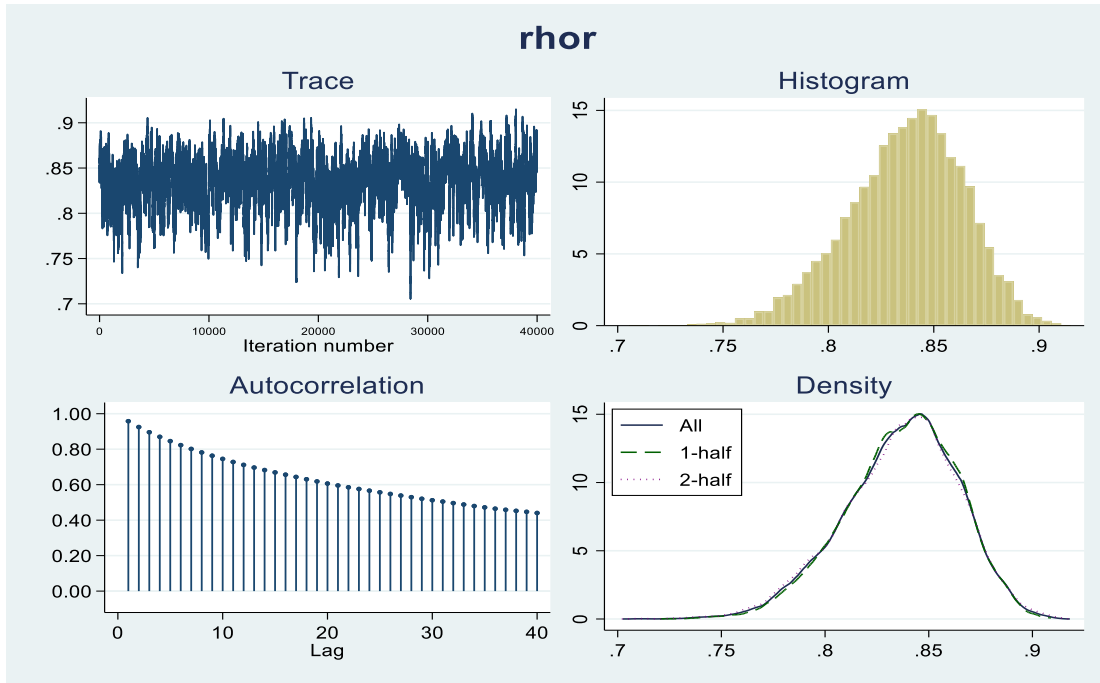 rhor
Trace
.9
.85
.8
.75
.7
0 10000 20000 30000 40000
Iteration number
Histogram
15
10
5
0
.7 .75 .8 .85 .9
Autocorrelation
1.00
0.80
0.60
0.40
0.20
0.00
0 10 20 30 40
Lag
Density
15
10
5
0
All
1-half
2-half
.7 .75 .8 .85 .9